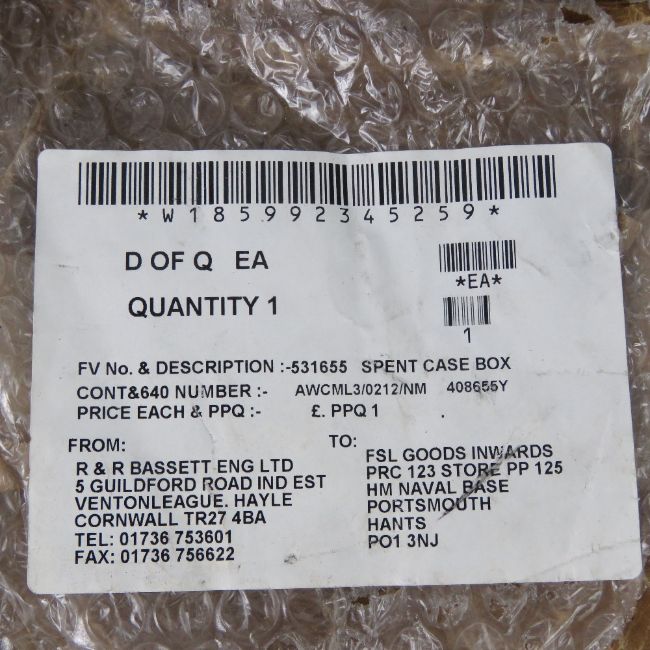 *W185992345259*
D OF Q EA
*EA*
QUANTITY 1
1
FV No. & DESCRIPTION :-531655 SPENT CASE BOX
CONT&640 NUMBER :- AWCML3/0212/NM 408655Y
PRICE EACH & PPQ :- £. PPQ 1 .
FROM:
R & R BASSETT ENG LTD
5 GUILDFORD ROAD IND EST
VENTONLEAGUE. HAYLE
CORNWALL TR27 4BA
TEL: 01736 753601
FAX: 01736 756622
TO:
FSL GOODS INWARDS
PRC 123 STORE PP 125
HM NAVAL BASE
PORTSMOUTH
HANTS
PO1 3NJ